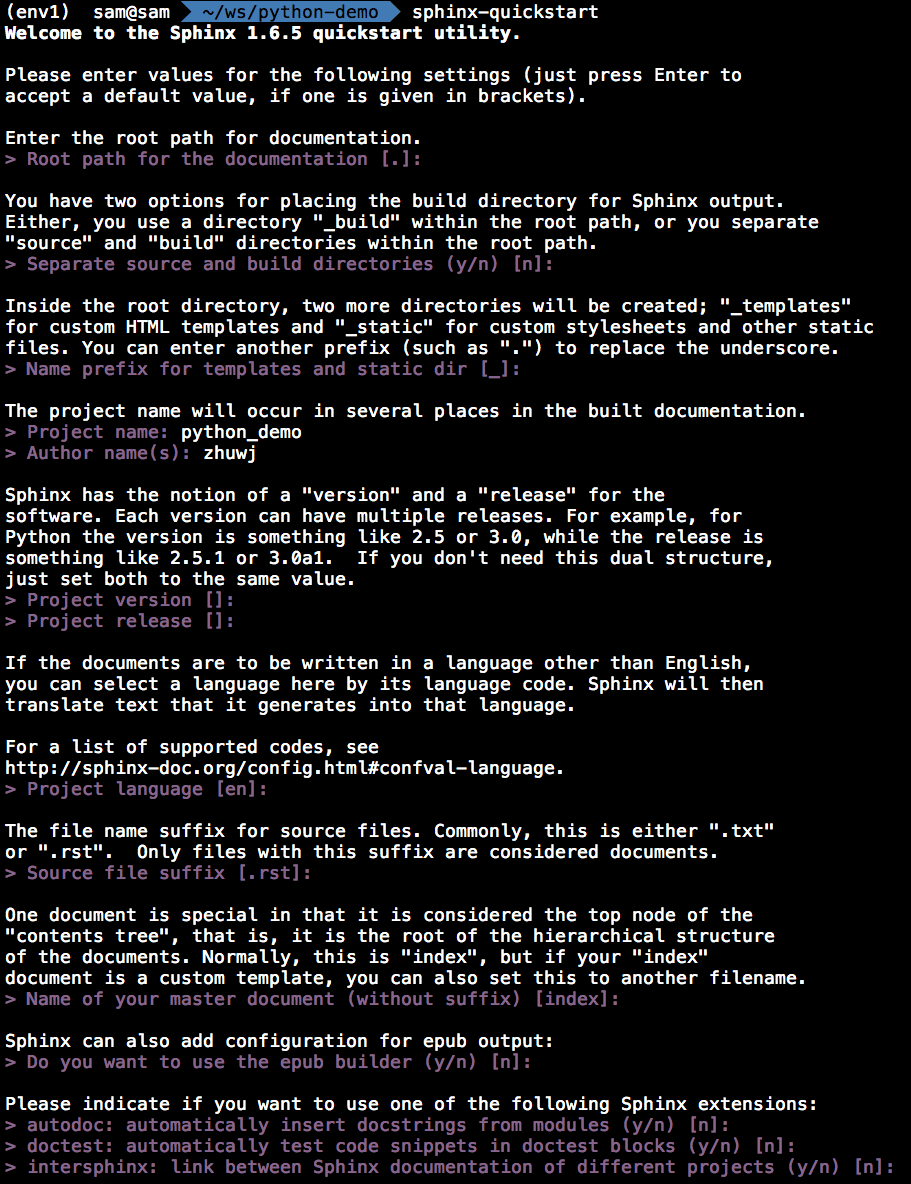 (env1) sam@sam ~/ws/python-demo sphinx-quickstart
Welcome to the Sphinx 1.6.5 quickstart utility.
Please enter values for the following settings (just press Enter to
accept a default value, if one is given in brackets).
Enter the root path for documentation.
> Root path for the documentation [.]:
You have two options for placing the build directory for Sphinx output.
Either, you use a directory "_build" within the root path, or you separate
"source" and "build" directories within the root path.
> Separate source and build directories (y/n) [n]:
Inside the root directory, two more directories will be created; "_templates"
for custom HTML templates and "_static" for custom stylesheets and other static
files. You can enter another prefix (such as ".") to replace the underscore.
> Name prefix for templates and static dir [_]:
The project name will occur in several places in the built documentation.
> Project name: python_demo
> Author name(s): zhuwj
Sphinx has the notion of a "version" and a "release" for the
software. Each version can have multiple releases. For example, for
Python the version is something like 2.5 or 3.0, while the release is
something like 2.5.1 or 3.0a1.  If you don't need this dual structure,
just set both to the same value.
> Project version []:
> Project release []:
If the documents are to be written in a language other than English,
you can select a language here by its language code. Sphinx will then
translate text that it generates into that language.
For a list of supported codes, see
http://sphinx-doc.org/config.html#confval-language.
> Project language [en]:
The file name suffix for source files. Commonly, this is either ".txt"
or ".rst".  Only files with this suffix are considered documents.
> Source file suffix [.rst]:
One document is special in that it is considered the top node of the
"contents tree", that is, it is the root of the hierarchical structure
of the documents. Normally, this is "index", but if your "index"
document is a custom template, you can also set this to another filename.
> Name of your master document (without suffix) [index]:
Sphinx can also add configuration for epub output:
> Do you want to use the epub builder (y/n) [n]:
Please indicate if you want to use one of the following Sphinx extensions:
> autodoc: automatically insert docstrings from modules (y/n) [n]:
> doctest: automatically test code snippets in doctest blocks (y/n) [n]:
> intersphinx: link between Sphinx documentation of different projects (y/n) [n]: